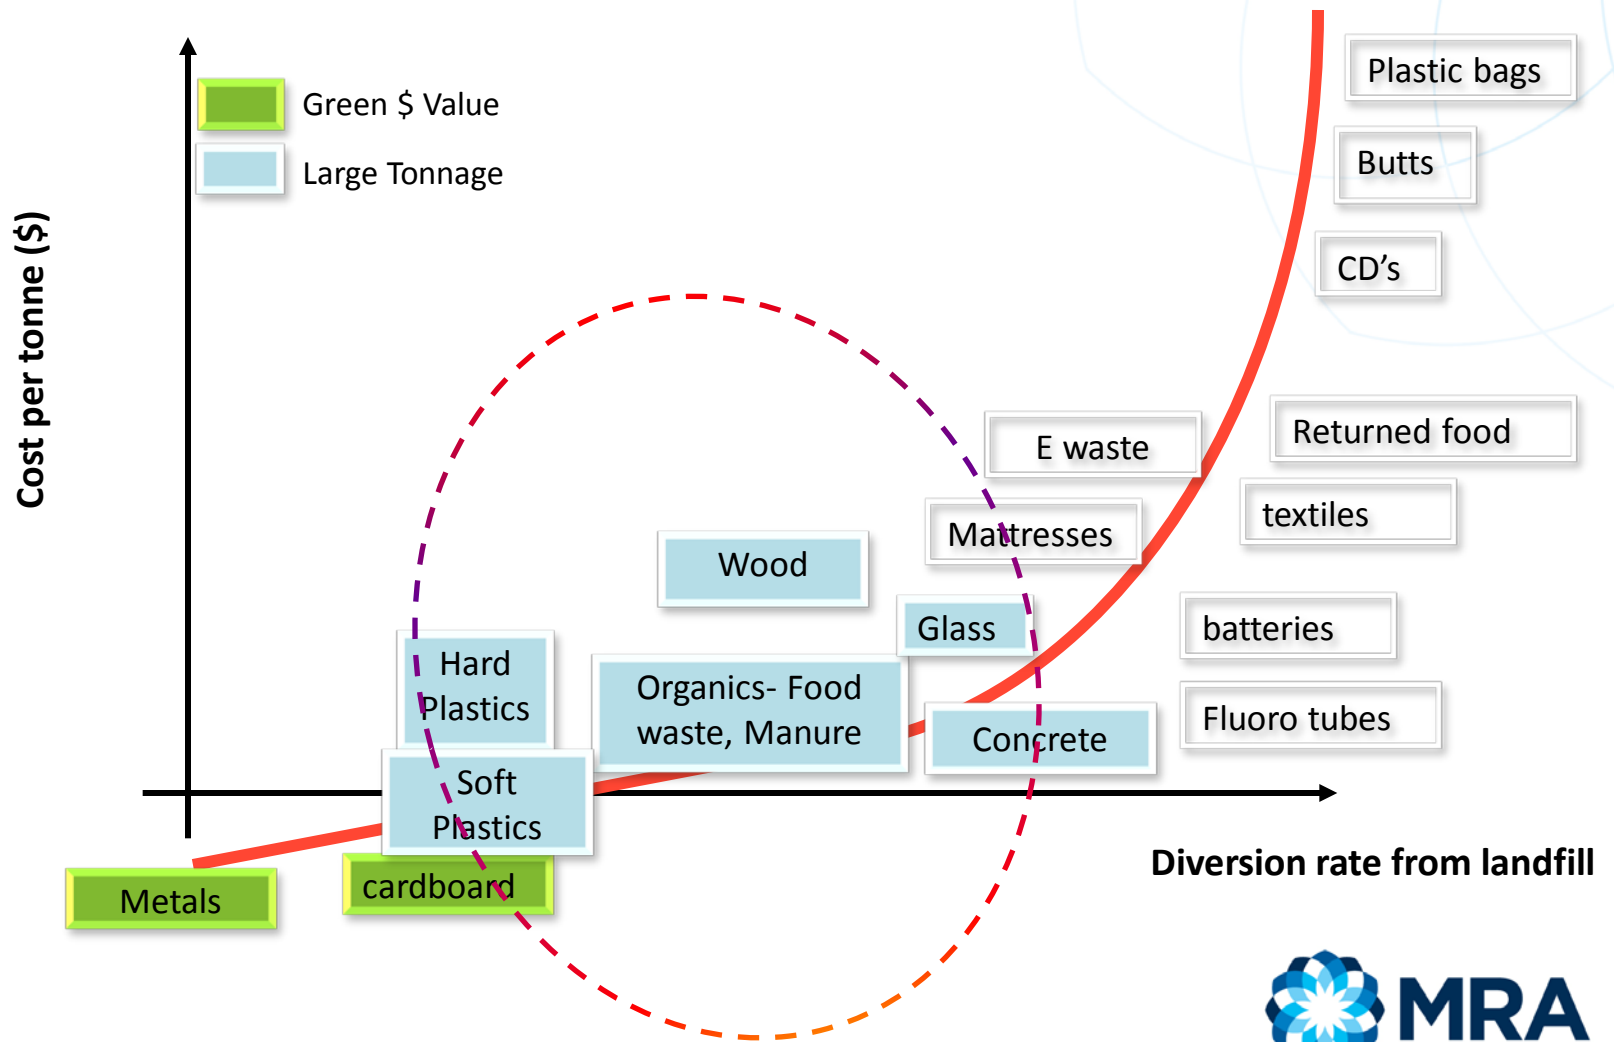 Plastic bags
Green $ Value
Butts
Large Tonnage
CD's
Cost per tonne ($)
Returned food
E waste
textiles
Mattresses
Wood
Glass
batteries
Hard
Plastics
Organics- Food
waste, Manure
Fluoro tubes
Concrete
Soft
Plastics
Diversion rate from landfill
cardboard
Metals
MRA